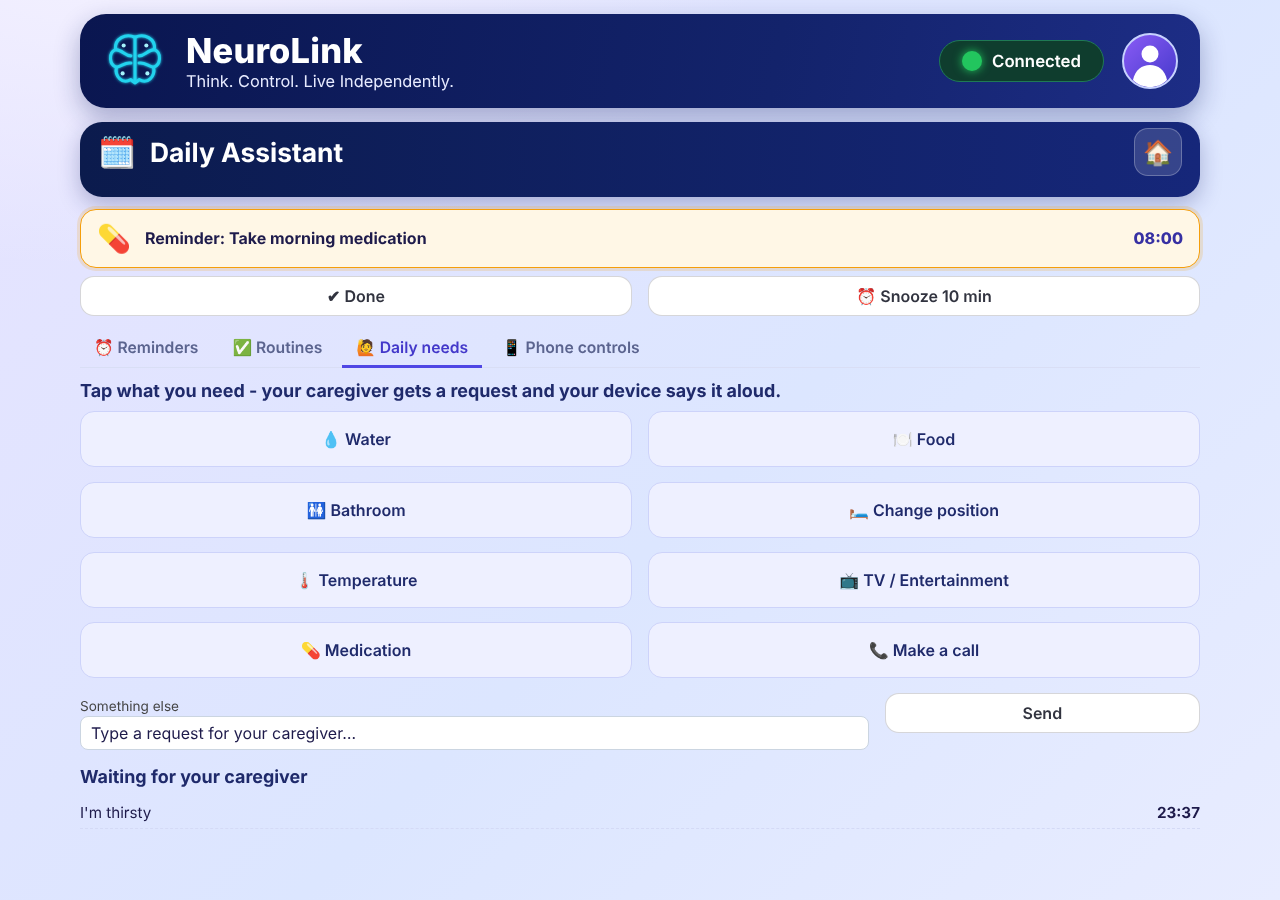 NeuroLink
Think. Control. Live Independently.
Connected
Daily Assistant
Reminder: Take morning medication
08:00
✔ Done
Snooze 10 min
Reminders
Routines
Daily needs
Phone controls
Tap what you need - your caregiver gets a request and your device says it aloud.
Water
Food
Bathroom
Change position
Temperature
TV / Entertainment
Medication
Make a call
Something else
Type a request for your caregiver...
Send
Waiting for your caregiver
I'm thirsty
23:37